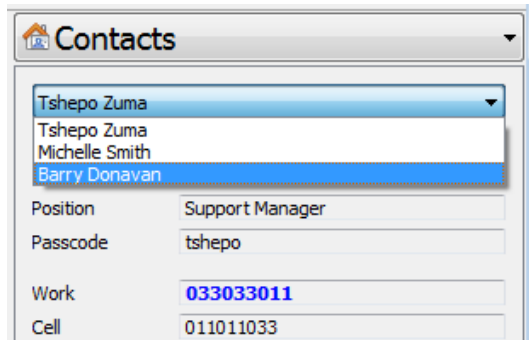 Contacts
Tshepo Zuma
Tshepo Zuma
Michelle Smith
Barry Donavan
Position Support Manager
Passcode tshepo
Work 033033011
Cell 011011033